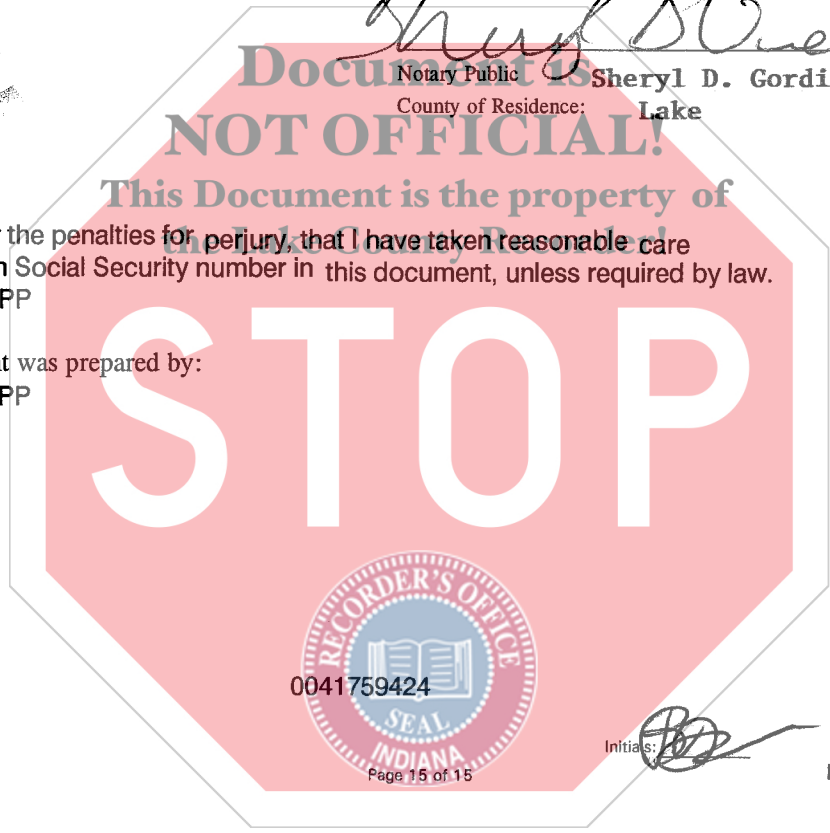 Document is
Notary Public Sheryl D. Gordi
County of Residence: Lake
NOT OFFICIAL!
This Document is the property of
the Lake County Recorder!
the penalties for perjury, that I have taken reasonable care
Social Security number in this document, unless required by law.
PP
was prepared by:
PP
STOP
RECORDER'S OFFICE
0041759424
SEAL
INDIANA
Initials:
Page 15 of 15